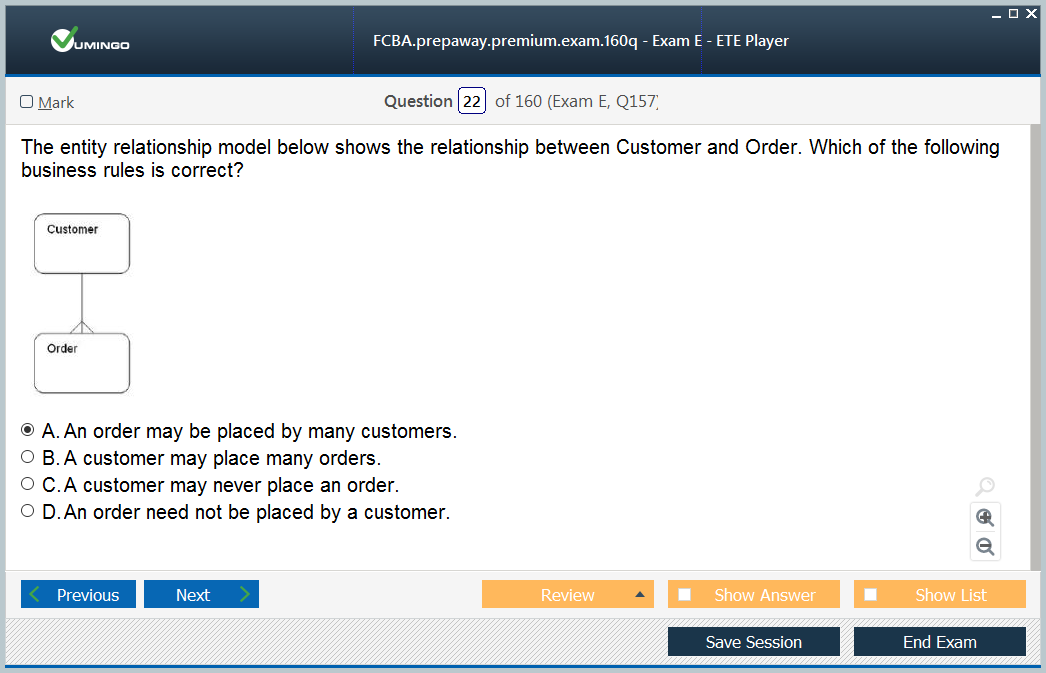 VUMINGO
FCBA.prepaway.premium.exam.160q - Exam E - ETE Player
Mark
Question 22 of 160 (Exam E, Q157)
The entity relationship model below shows the relationship between Customer and Order. Which of the following
business rules is correct?
Customer
Order
A. An order may be placed by many customers.
B. A customer may place many orders.
C. A customer may never place an order.
D. An order need not be placed by a customer.
Previous
Next
Review
Show Answer
Show List
Save Session
End Exam